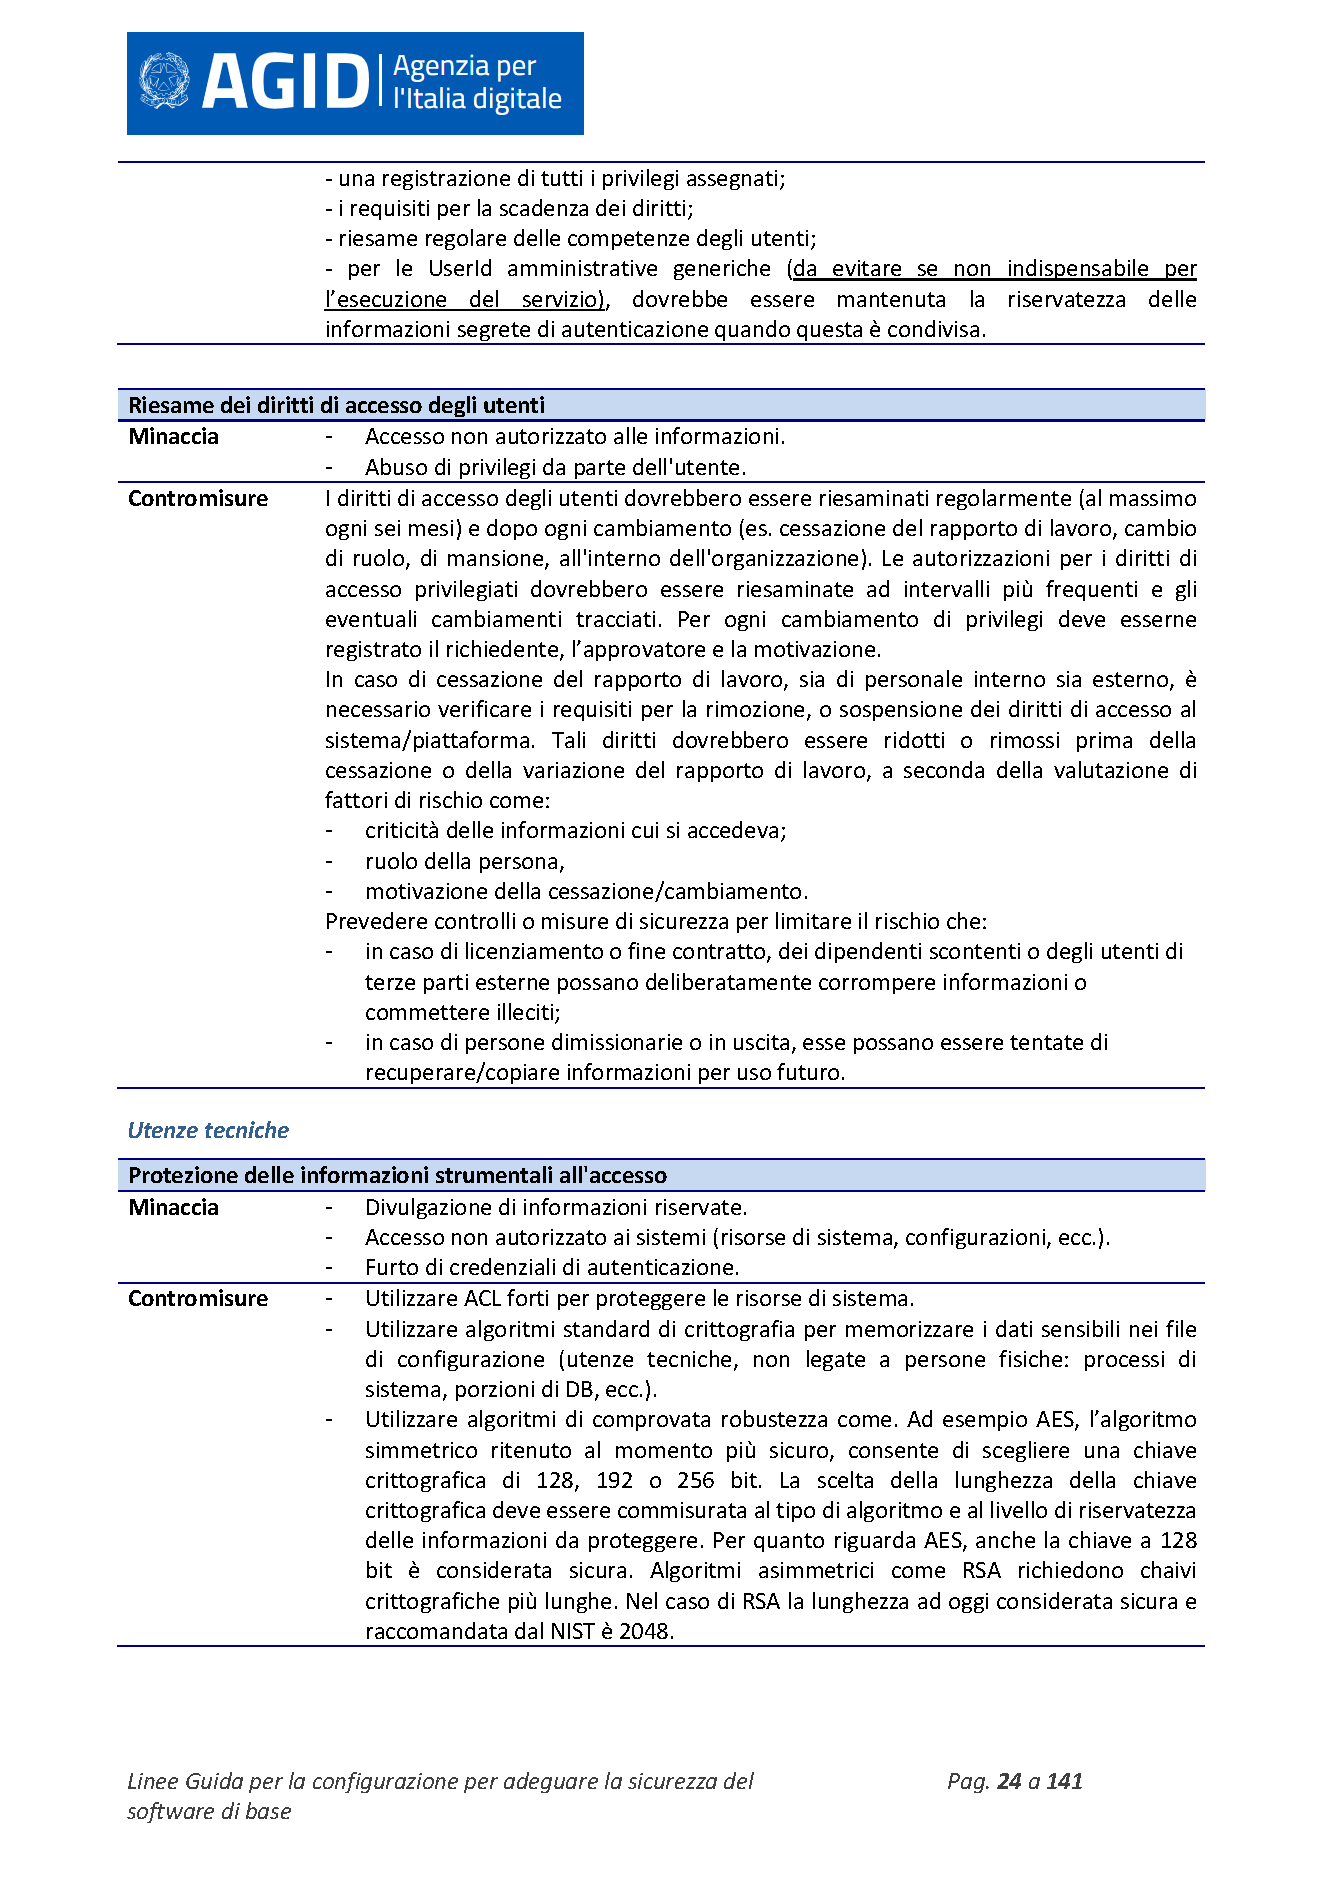 AGID Agenzia per
l'Italia digitale
- una registrazione di tutti i privilegi assegnati;
- i requisiti per la scadenza dei diritti;
- riesame regolare delle competenze degli utenti;
- per le UserId amministrative generiche (da evitare se non indispensabile per
l’esecuzione del servizio), dovrebbe essere mantenuta la riservatezza delle
informazioni segrete di autenticazione quando questa è condivisa.
Riesame dei diritti di accesso degli utenti
Minaccia - Accesso non autorizzato alle informazioni.
- Abuso di privilegi da parte dell'utente.
Contromisure I diritti di accesso degli utenti dovrebbero essere riesaminati regolarmente (al massimo
ogni sei mesi) e dopo ogni cambiamento (es. cessazione del rapporto di lavoro, cambio
di ruolo, di mansione, all'interno dell'organizzazione). Le autorizzazioni per i diritti di
accesso privilegiati dovrebbero essere riesaminate ad intervalli più frequenti e gli
eventuali cambiamenti tracciati. Per ogni cambiamento di privilegi deve esserne
registrato il richiedente, l’approvatore e la motivazione.
In caso di cessazione del rapporto di lavoro, sia di personale interno sia esterno, è
necessario verificare i requisiti per la rimozione, o sospensione dei diritti di accesso al
sistema/piattaforma. Tali diritti dovrebbero essere ridotti o rimossi prima della
cessazione o della variazione del rapporto di lavoro, a seconda della valutazione di
fattori di rischio come:
- criticità delle informazioni cui si accedeva;
- ruolo della persona,
- motivazione della cessazione/cambiamento.
Prevedere controlli o misure di sicurezza per limitare il rischio che:
- in caso di licenziamento o fine contratto, dei dipendenti scontenti o degli utenti di
terze parti esterne possano deliberatamente corrompere informazioni o
commettere illeciti;
- in caso di persone dimissionarie o in uscita, esse possano essere tentate di
recuperare/copiare informazioni per uso futuro.
Utenze tecniche
Protezione delle informazioni strumentali all'accesso
Minaccia - Divulgazione di informazioni riservate.
- Accesso non autorizzato ai sistemi (risorse di sistema, configurazioni, ecc.).
- Furto di credenziali di autenticazione.
Contromisure - Utilizzare ACL forti per proteggere le risorse di sistema.
- Utilizzare algoritmi standard di crittografia per memorizzare i dati sensibili nei file
di configurazione (utenze tecniche, non legate a persone fisiche: processi di
sistema, porzioni di DB, ecc.).
- Utilizzare algoritmi di comprovata robustezza come. Ad esempio AES, l’algoritmo
simmetrico ritenuto al momento più sicuro, consente di scegliere una chiave
crittografica di 128, 192 o 256 bit. La scelta della lunghezza della chiave
crittografica deve essere commisurata al tipo di algoritmo e al livello di riservatezza
delle informazioni da proteggere. Per quanto riguarda AES, anche la chiave a 128
bit è considerata sicura. Algoritmi asimmetrici come RSA richiedono chaivi
crittografiche più lunghe. Nel caso di RSA la lunghezza ad oggi considerata sicura e
raccomandata dal NIST è 2048.
Linee Guida per la configurazione per adeguare la sicurezza del Pag. 24 a 141
software di base